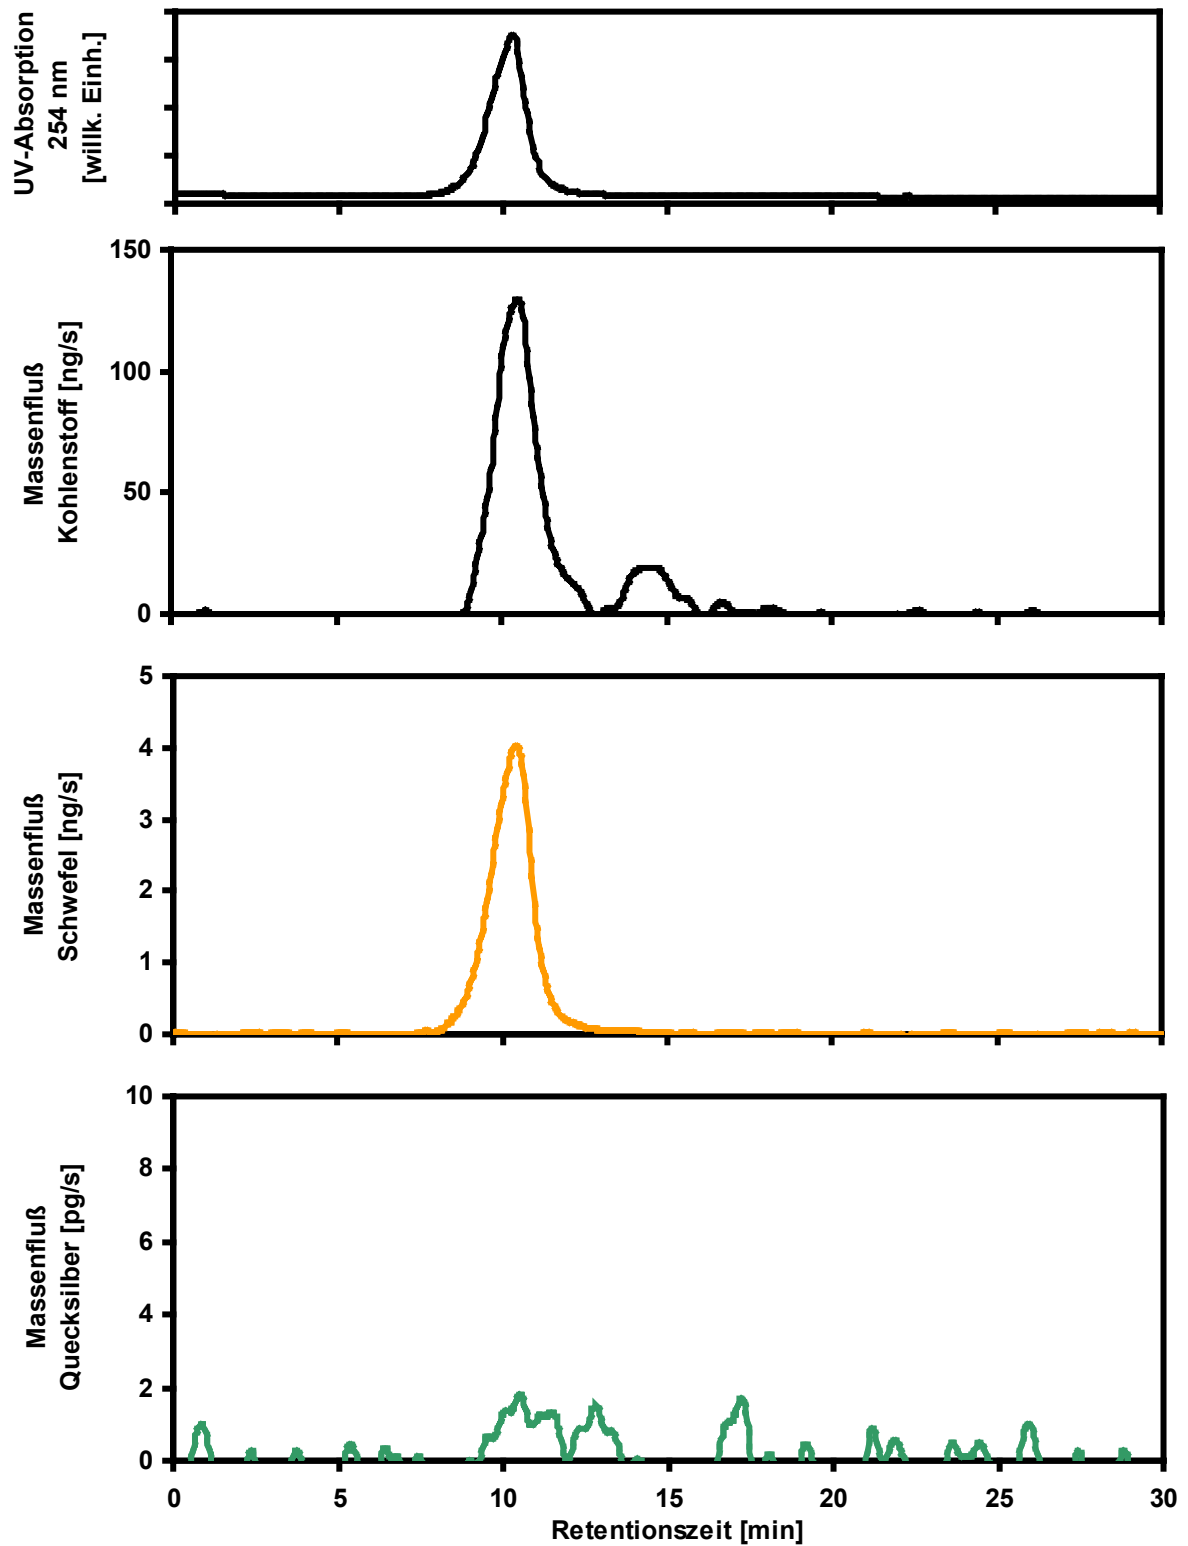 UV-Absorption
254 nm
[willk. Einh.]
150
100
50
0
Massenfluß
Kohlenstoff [ng/s]
5
4
3
2
1
0
Massenfluß
Schwefel [ng/s]
10
8
6
4
2
0
Massenfluß
Quecksilber [pg/s]
0 5 10 15 20 25 30
Retentionszeit [min]